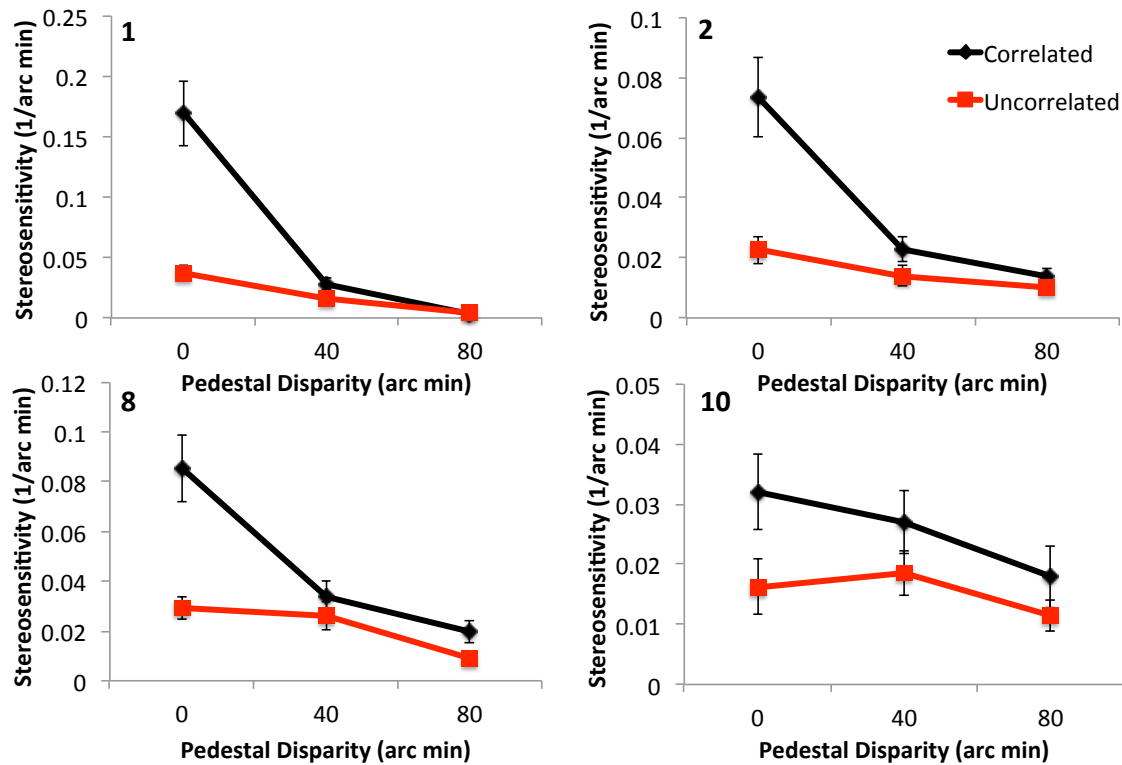 1
Stereosensitivity (1/arc min)
0.25
0.2
0.15
0.1
0.05
0
0 40 80
Pedestal Disparity (arc min)
2
Correlated
Uncorrelated
Stereosensitivity (1/arc min)
0.1
0.08
0.06
0.04
0.02
0
0 40 80
Pedestal Disparity (arc min)
8
Stereosensitivity (1/arc min)
0.12
0.1
0.08
0.06
0.04
0.02
0
0 40 80
Pedestal Disparity (arc min)
10
Stereosensitivity (1/arc min)
0.05
0.04
0.03
0.02
0.01
0
0 40 80
Pedestal Disparity (arc min)